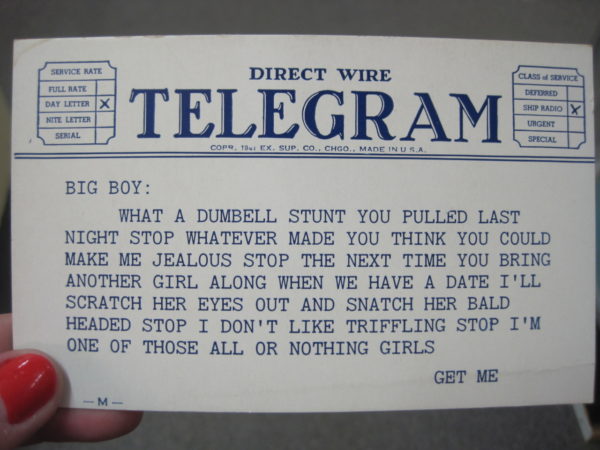 SERVICE RATE
FULL RATE
DAY LETTER X
NITE LETTER
SERIAL
DIRECT WIRE
TELEGRAM
COPR. EX. SUP. CO., CHGO., MADE IN U.S.A.
CLASS of SERVICE
DEFERRED
SHIP RADIO X
URGENT
SPECIAL
BIG BOY:
WHAT A DUMBELL STUNT YOU PULLED LAST
NIGHT STOP WHATEVER MADE YOU THINK YOU COULD
MAKE ME JEALOUS STOP THE NEXT TIME YOU BRING
ANOTHER GIRL ALONG WHEN WE HAVE A DATE I'LL
SCRATCH HER EYES OUT AND SNATCH HER BALD
HEADED STOP I DON'T LIKE TRIFFLING STOP I'M
ONE OF THOSE ALL OR NOTHING GIRLS
GET ME
—M—